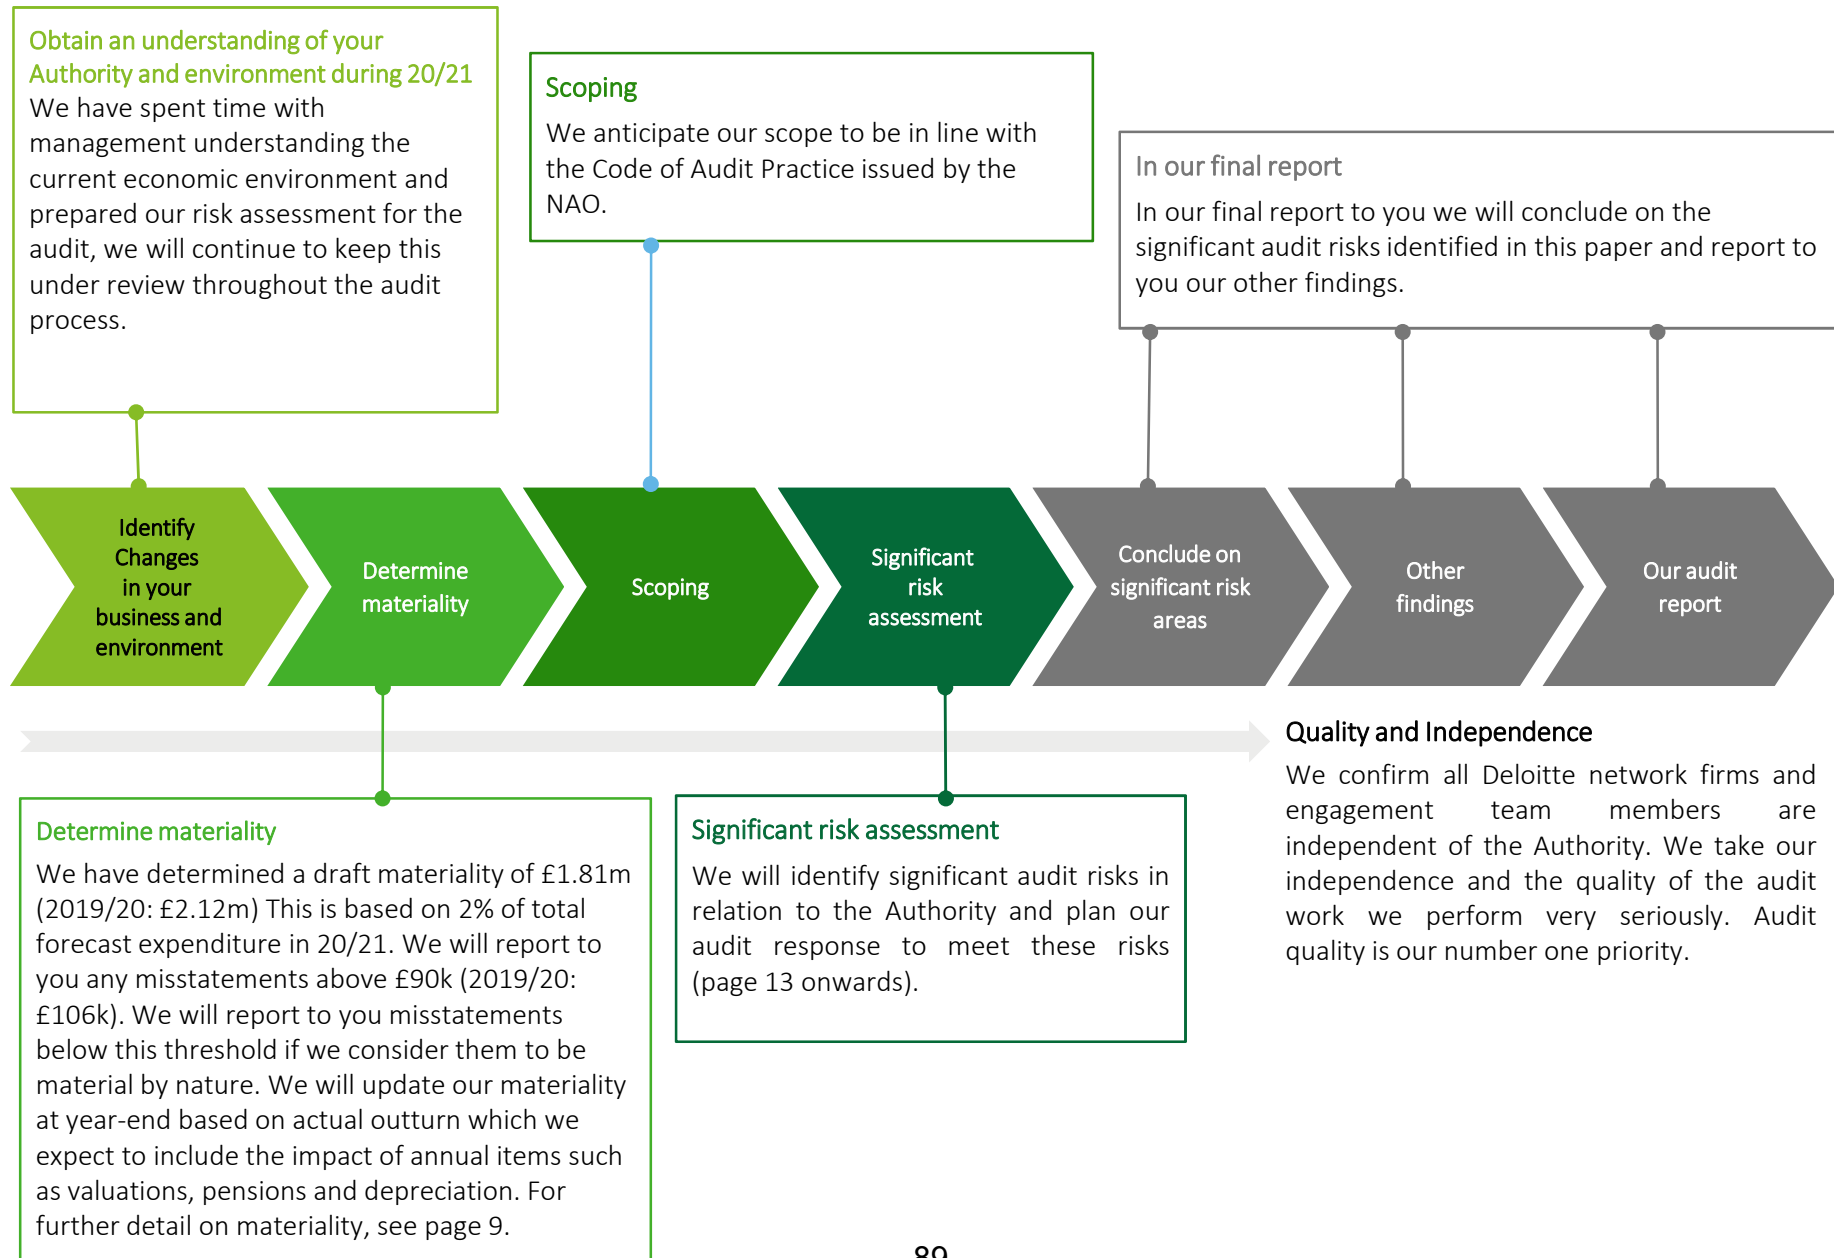 Obtain an understanding of your
Authority and environment during 20/21
We have spent time with
management understanding the
current economic environment and
prepared our risk assessment for the
audit, we will continue to keep this
under review throughout the audit
process.
Scoping
We anticipate our scope to be in line with
the Code of Audit Practice issued by the
NAO.
In our final report
In our final report to you we will conclude on the
significant audit risks identified in this paper and report to
you our other findings.
Identify
Changes
in your
business and
environment
Determine
materiality
Scoping
Significant
risk
assessment
Conclude on
significant risk
areas
Other
findings
Our audit
report
Determine materiality
We have determined a draft materiality of £1.81m
(2019/20: £2.12m) This is based on 2% of total
forecast expenditure in 20/21. We will report to
you any misstatements above £90k (2019/20:
£106k). We will report to you misstatements
below this threshold if we consider them to be
material by nature. We will update our materiality
at year-end based on actual outturn which we
expect to include the impact of annual items such
as valuations, pensions and depreciation. For
further detail on materiality, see page 9.
Significant risk assessment
We will identify significant audit risks in
relation to the Authority and plan our
audit response to meet these risks
(page 13 onwards).
Quality and Independence
We confirm all Deloitte network firms and
engagement team members are
independent of the Authority. We take our
independence and the quality of the audit
work we perform very seriously. Audit
quality is our number one priority.
89